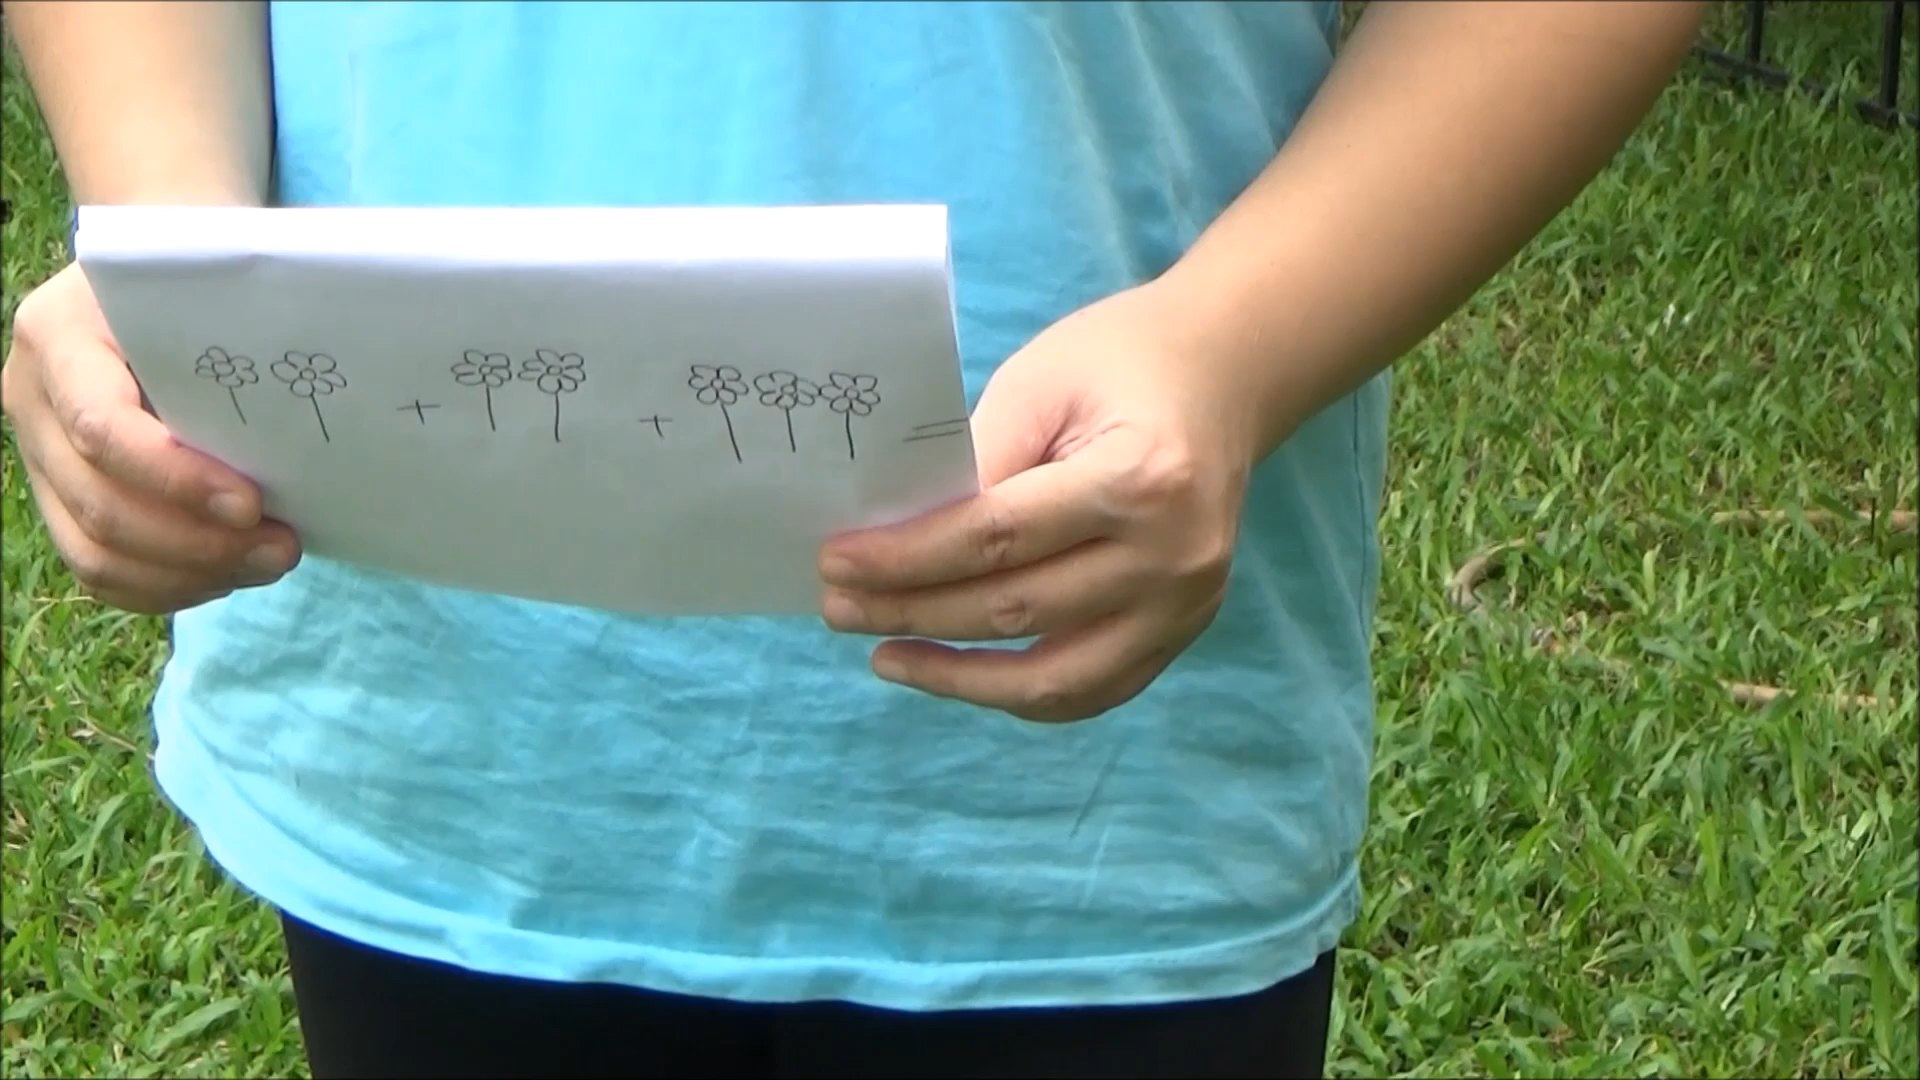 + + =